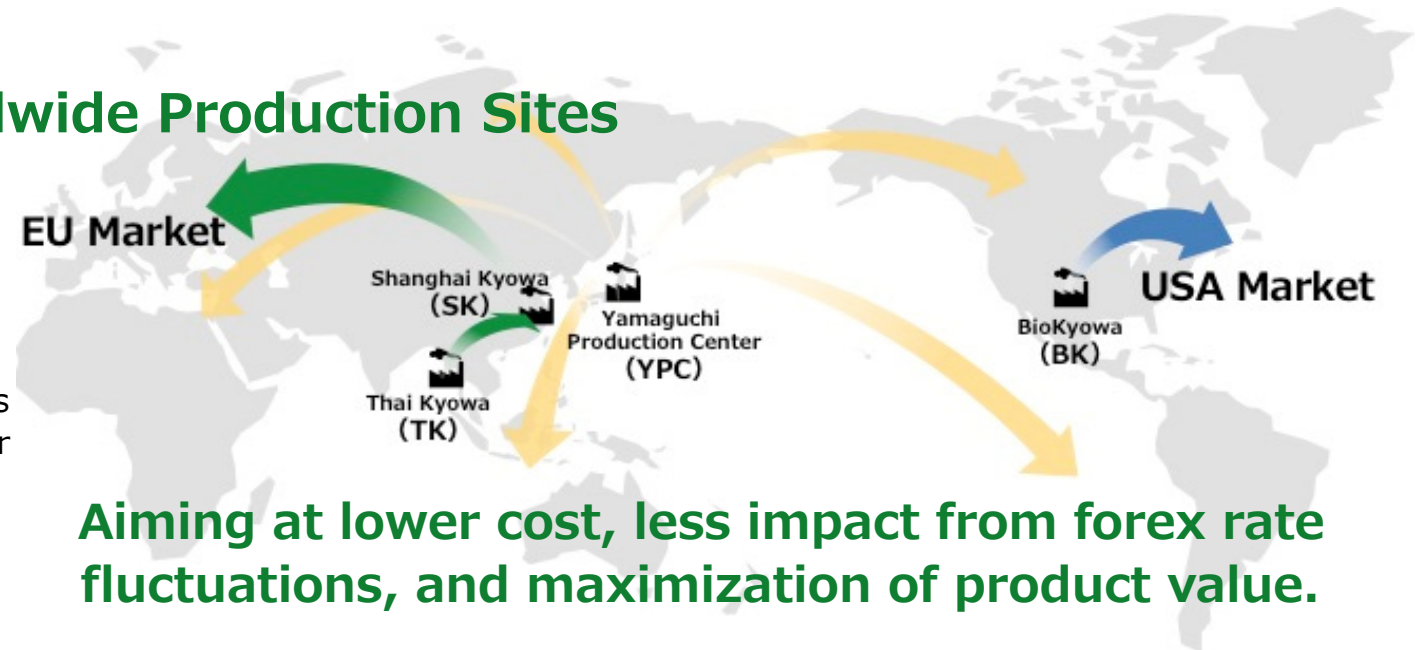 lwide Production Sites
EU Market
Shanghai Kyowa
(SK)
Yamaguchi
Production Center
(YPC)
Thai Kyowa
(TK)
BioKyowa
(BK)
USA Market
s
r
Aiming at lower cost, less impact from forex rate
fluctuations, and maximization of product value.